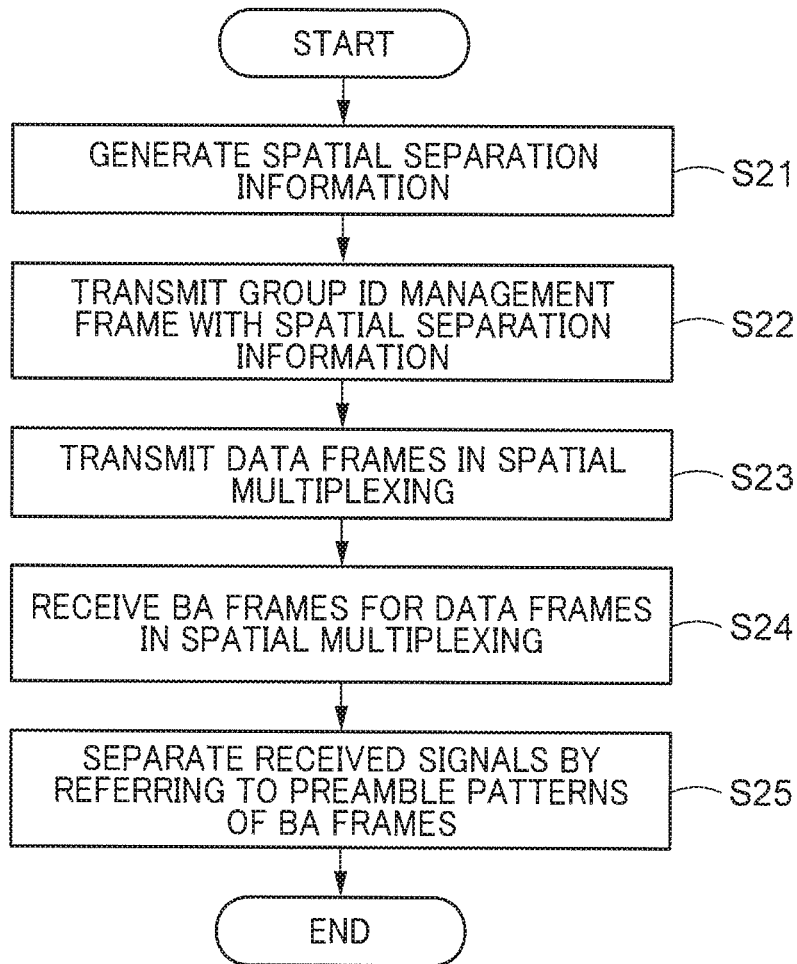 START
GENERATE SPATIAL SEPARATION
INFORMATION
S21
TRANSMIT GROUP ID MANAGEMENT
FRAME WITH SPATIAL SEPARATION
INFORMATION
S22
TRANSMIT DATA FRAMES IN SPATIAL
MULTIPLEXING
S23
RECEIVE BA FRAMES FOR DATA FRAMES
IN SPATIAL MULTIPLEXING
S24
SEPARATE RECEIVED SIGNALS BY
REFERRING TO PREAMBLE PATTERNS
OF BA FRAMES
S25
END